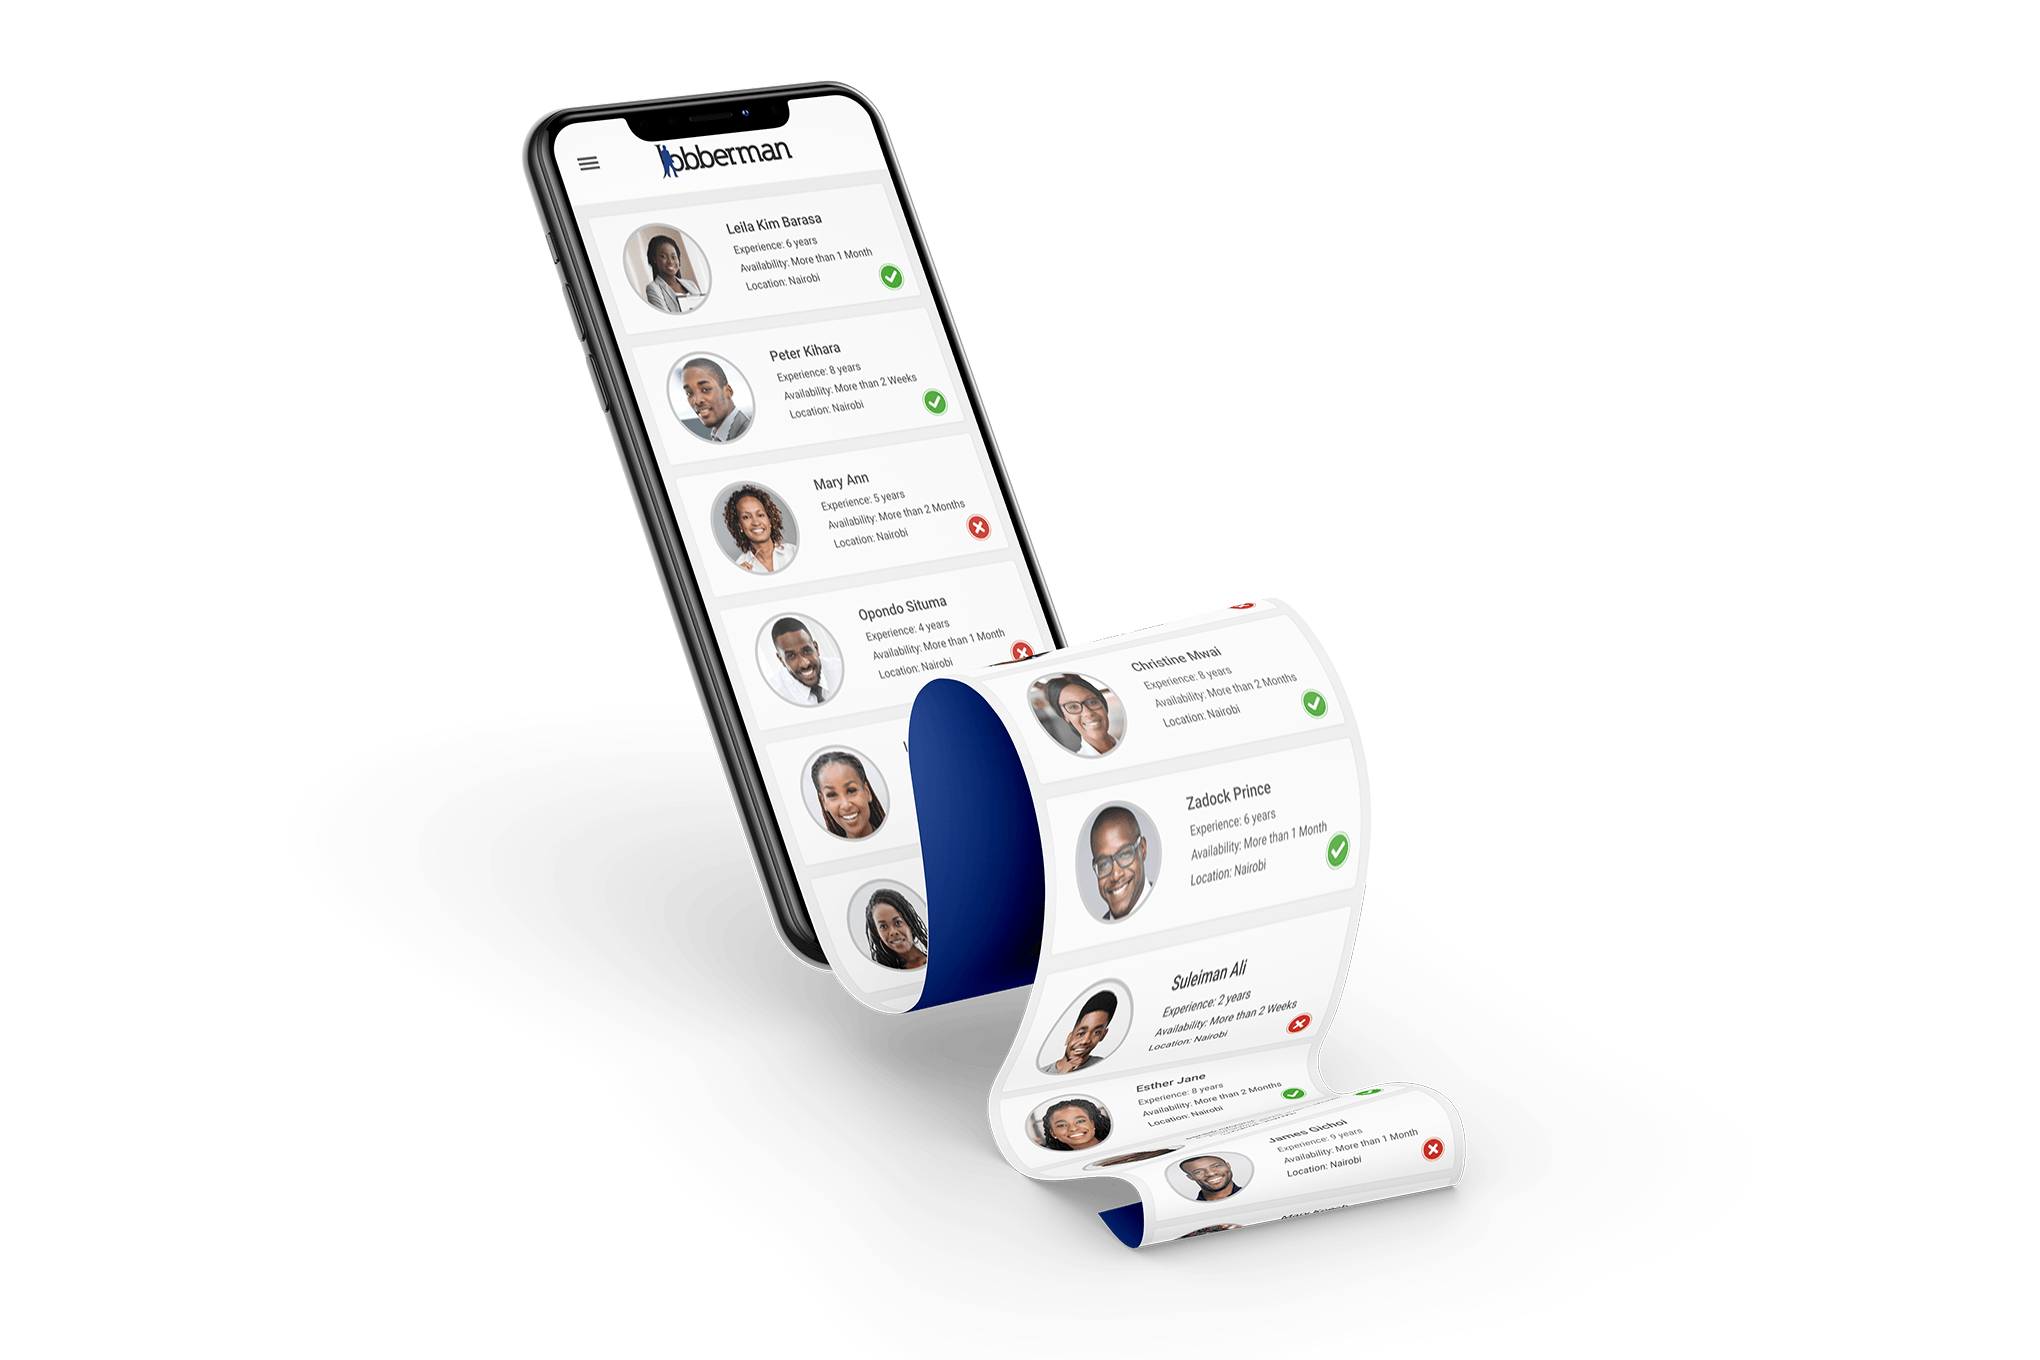 Jobberman
Leila Kim Barasa
Experience: 6 years
Availability: More than 1 Month
Location: Nairobi
Peter Kihara
Experience: 8 years
Availability: More than 2 Weeks
Location: Nairobi
Mary Ann
Experience: 5 years
Availability: More than 2 Months
Location: Nairobi
Opondo Situma
Experience: 4 years
Availability: More than 1 Month
Location: Nairobi
Christine Mwai
Experience: 8 years
Availability: More than 2 Months
Location: Nairobi
Zadock Prince
Experience: 6 years
Availability: More than 1 Month
Location: Nairobi
Suleiman Ali
Experience: 2 years
Availability: More than 2 Weeks
Location: Nairobi
Esther Jane
Experience: 8 years
Availability: More than 2 Months
Location: Nairobi
James Gichoi
Experience: 9 years
Availability: More than 1 Month
Location: Nairobi
Mary